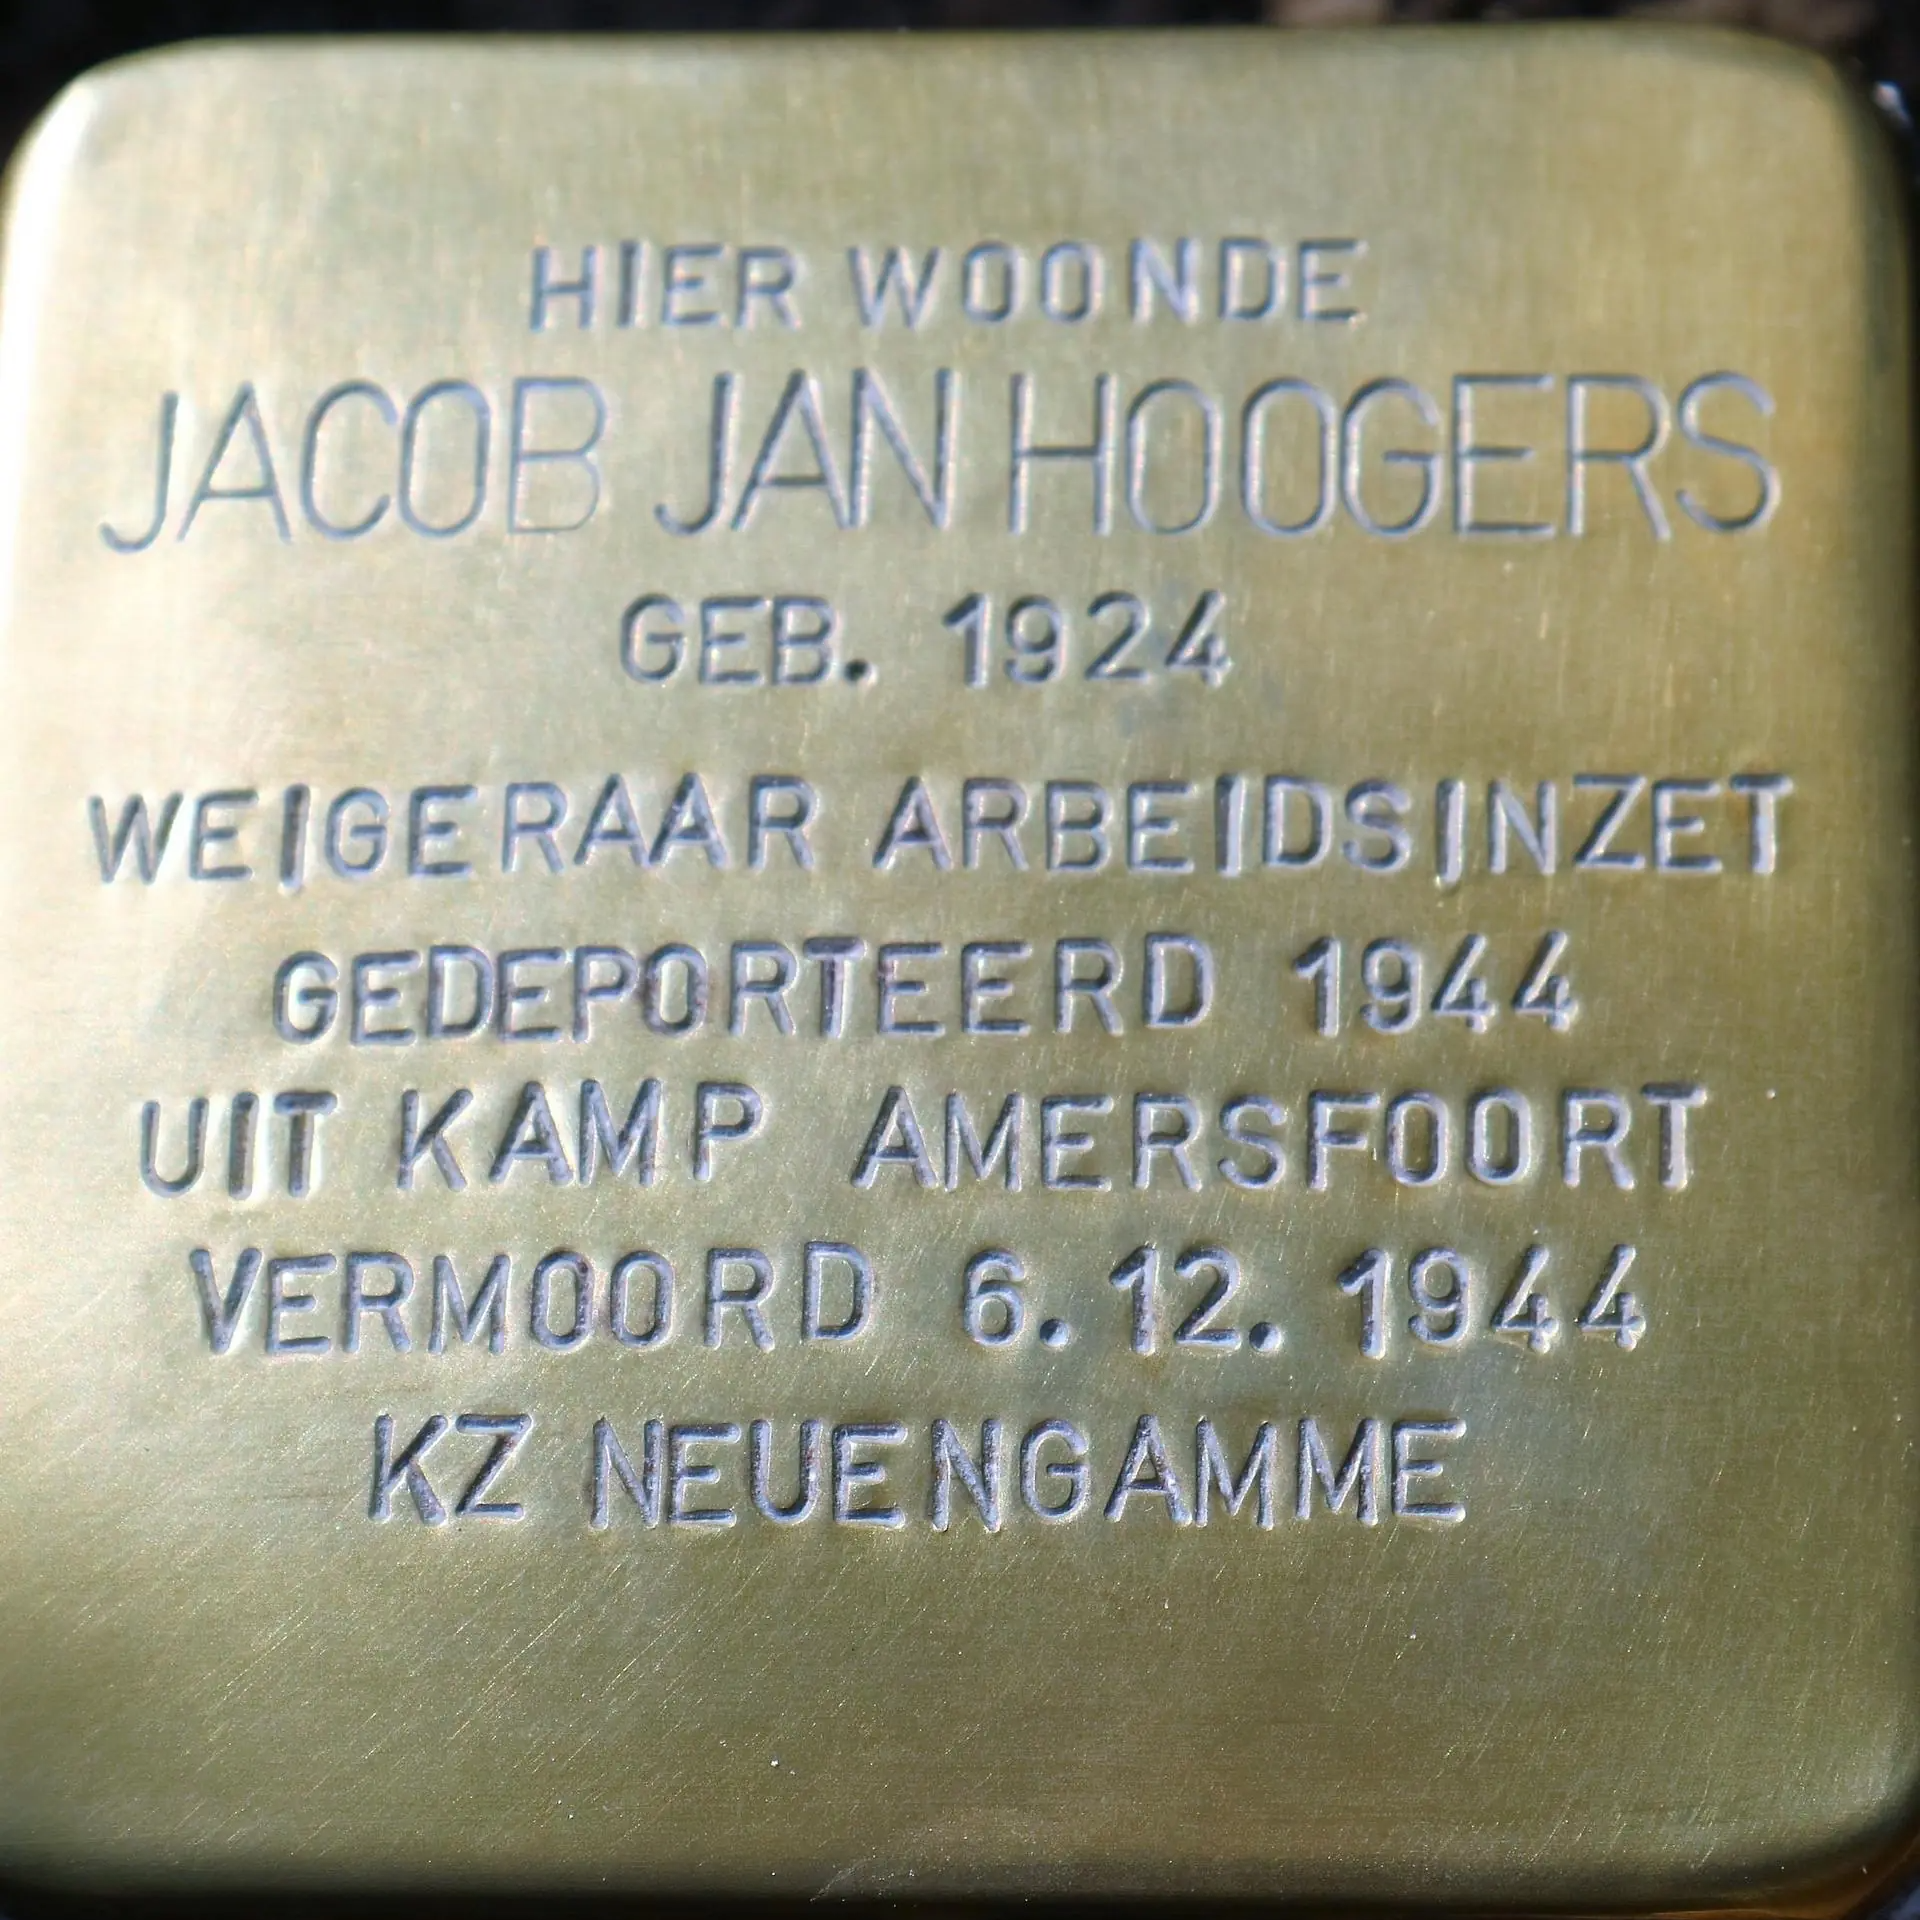 HIER WOONDE
JACOB JAN HOOGERS
GEB. 1924
WEIGERAAR ARBEIDSINZET
GEDEPORTEERD 1944
UIT KAMP AMERSFOORT
VERMOORD 6.12.1944
KZ NEUENGAMME